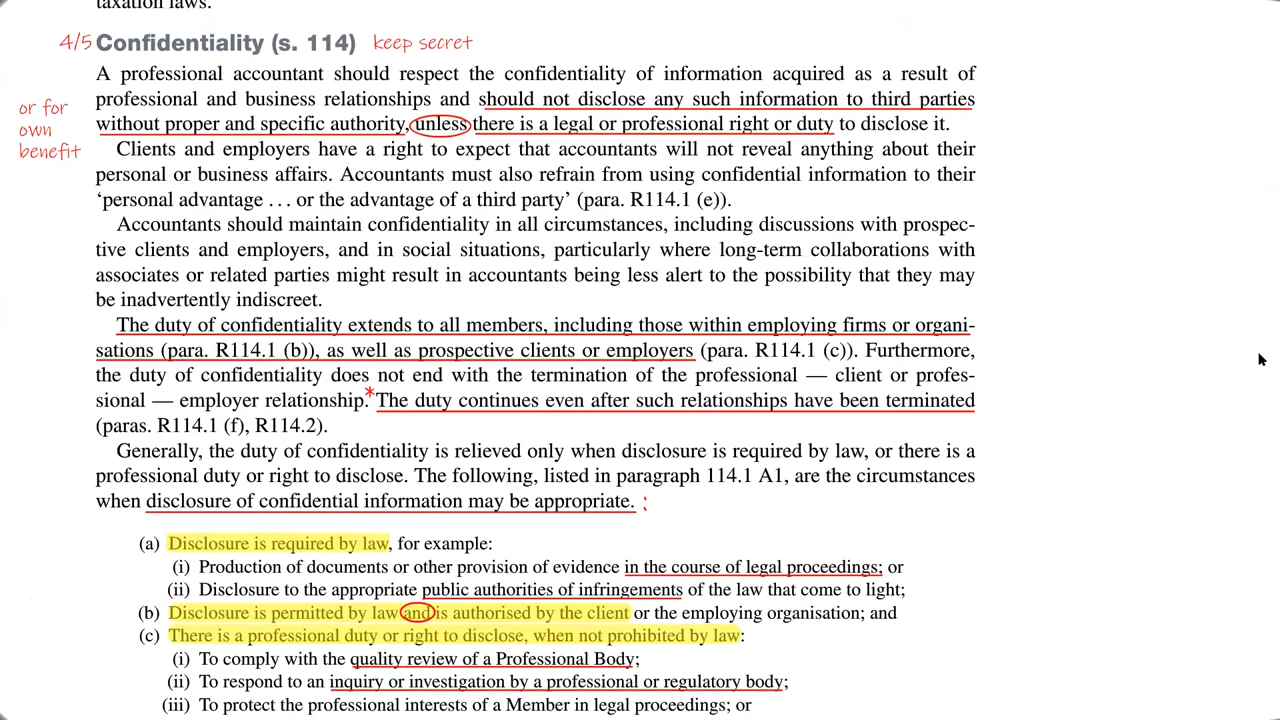 taxation laws.
4/5 Confidentiality (s. 114) keep secret
A professional accountant should respect the confidentiality of information acquired as a result of
professional and business relationships and should not disclose any such information to third parties
without proper and specific authority, unless there is a legal or professional right or duty to disclose it.
or for
own
benefit
Clients and employers have a right to expect that accountants will not reveal anything about their
personal or business affairs. Accountants must also refrain from using confidential information to their
‘personal advantage . . . or the advantage of a third party’ (para. R114.1 (e)).
Accountants should maintain confidentiality in all circumstances, including discussions with prospec-
tive clients and employers, and in social situations, particularly where long-term collaborations with
associates or related parties might result in accountants being less alert to the possibility that they may
be inadvertently indiscreet.
The duty of confidentiality extends to all members, including those within employing firms or organi-
sations (para. R114.1 (b)), as well as prospective clients or employers (para. R114.1 (c)). Furthermore,
the duty of confidentiality does not end with the termination of the professional — client or profes-
sional — employer relationship.* The duty continues even after such relationships have been terminated
(paras. R114.1 (f), R114.2).
Generally, the duty of confidentiality is relieved only when disclosure is required by law, or there is a
professional duty or right to disclose. The following, listed in paragraph 114.1 A1, are the circumstances
when disclosure of confidential information may be appropriate. :
(a) Disclosure is required by law, for example:
(i) Production of documents or other provision of evidence in the course of legal proceedings; or
(ii) Disclosure to the appropriate public authorities of infringements of the law that come to light;
(b) Disclosure is permitted by law and is authorised by the client or the employing organisation; and
(c) There is a professional duty or right to disclose, when not prohibited by law:
(i) To comply with the quality review of a Professional Body;
(ii) To respond to an inquiry or investigation by a professional or regulatory body;
(iii) To protect the professional interests of a Member in legal proceedings; or